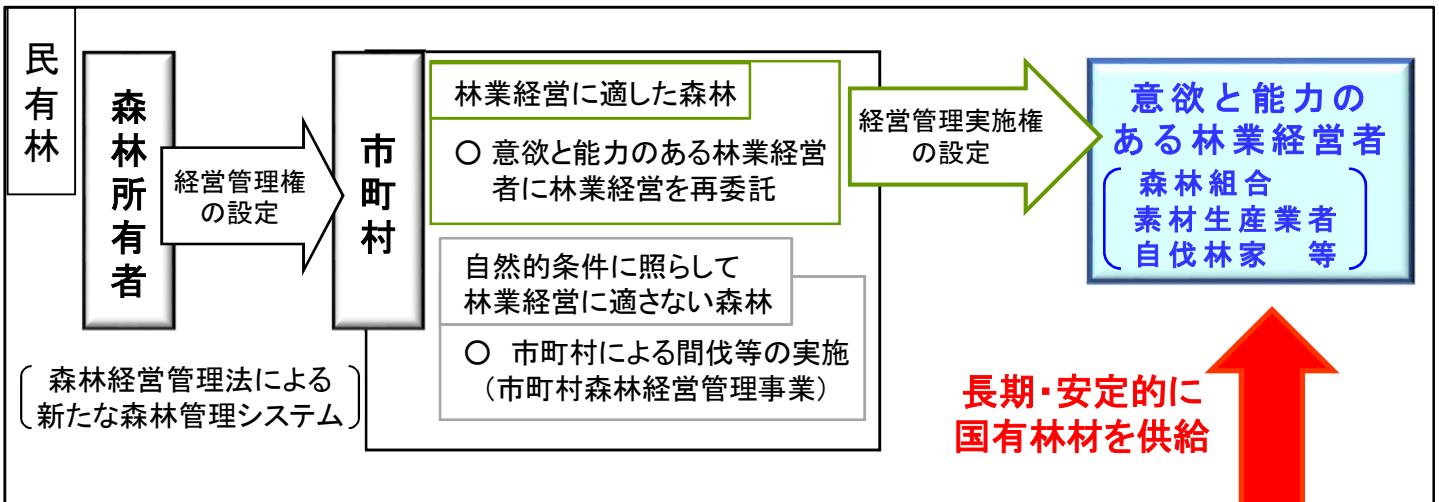 民有林
森林所有者
経営管理権
の設定
市町村
林業経営に適した森林
○ 意欲と能力のある林業経営
者に林業経営を再委託
自然的条件に照らして
林業経営に適さない森林
○ 市町村による間伐等の実施
（市町村森林経営管理事業）
経営管理実施権
の設定
意欲と能力の
ある林業経営者
森林組合
素材生産業者
自伐林家 等
森林経営管理法による
新たな森林管理システム
長期・安定的に
国有林材を供給